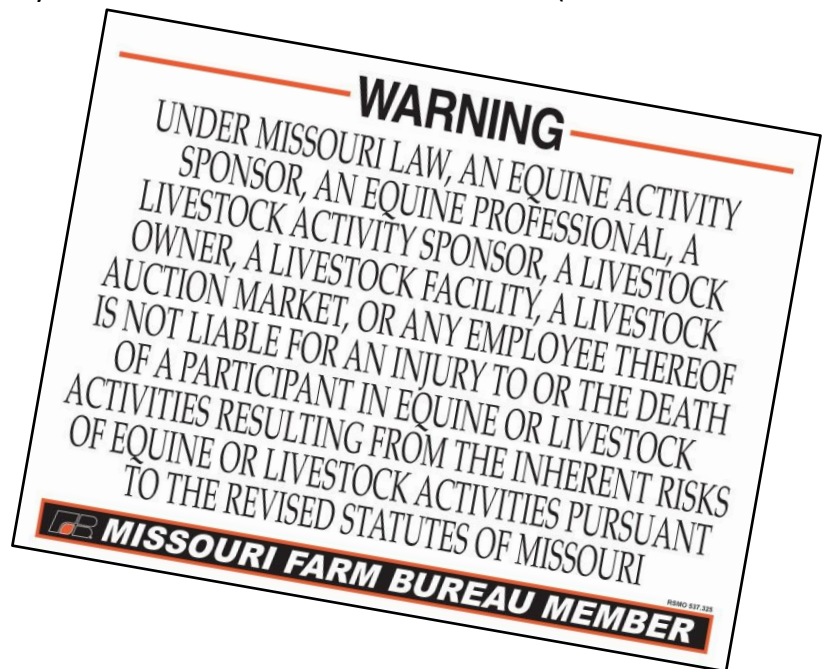 WARNING
UNDER MISSOURI LAW, AN EQUINE ACTIVITY
SPONSOR, AN EQUINE PROFESSIONAL, A
LIVESTOCK ACTIVITY SPONSOR, A LIVESTOCK
OWNER, A LIVESTOCK FACILITY, A LIVESTOCK
AUCTION MARKET, OR ANY EMPLOYEE THEREOF
IS NOT LIABLE FOR AN INJURY TO OR THE DEATH
OF A PARTICIPANT IN EQUINE OR LIVESTOCK
ACTIVITIES RESULTING FROM THE INHERENT RISKS
OF EQUINE OR LIVESTOCK ACTIVITIES PURSUANT
TO THE REVISED STATUTES OF MISSOURI
RSMO 537.325
FB MISSOURI FARM BUREAU MEMBER